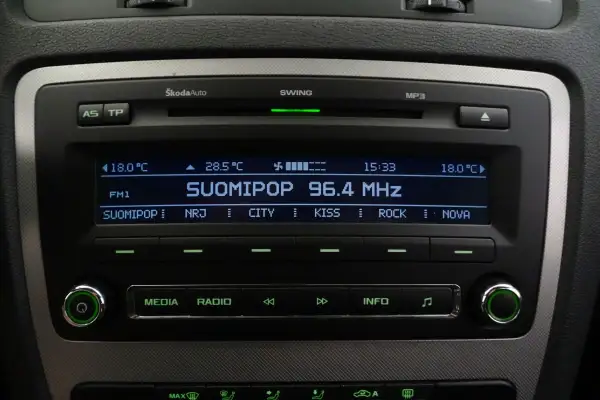 ŠkodaAuto SWING MP3
AS TP
18.0 °C 28.5 °C 15:33 18.0 °C
FM1 SUOMIPOP 96.4 MHz
SUOMIPOP NRJ CITY KISS ROCK NOVA
MEDIA RADIO INFO
MAX A